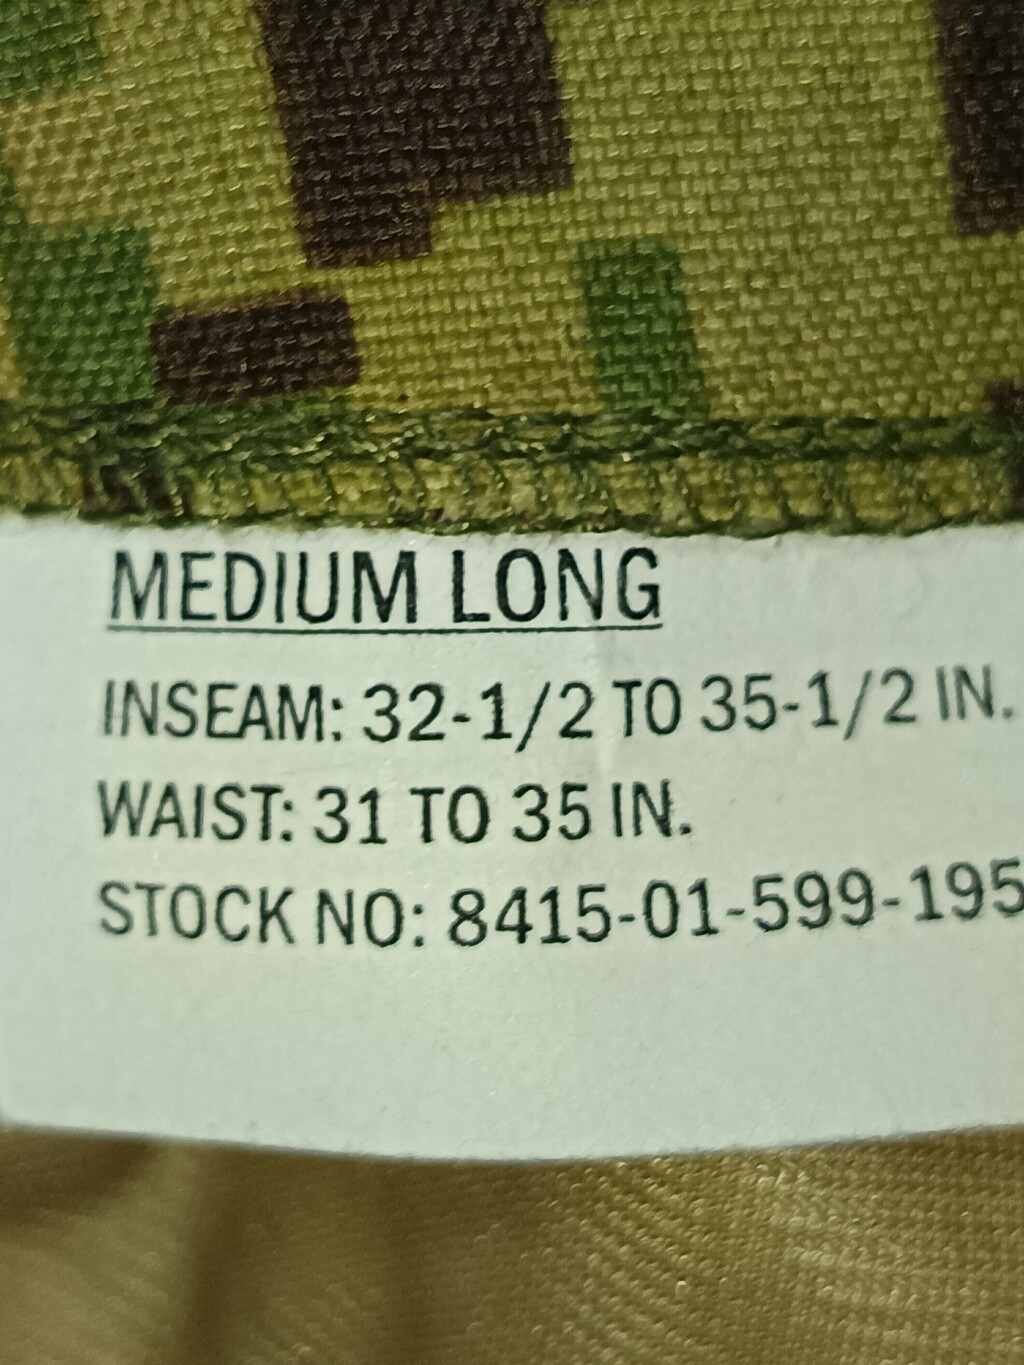 MEDIUM LONG
INSEAM: 32-1/2 TO 35-1/2 IN.
WAIST: 31 TO 35 IN.
STOCK NO: 8415-01-599-195